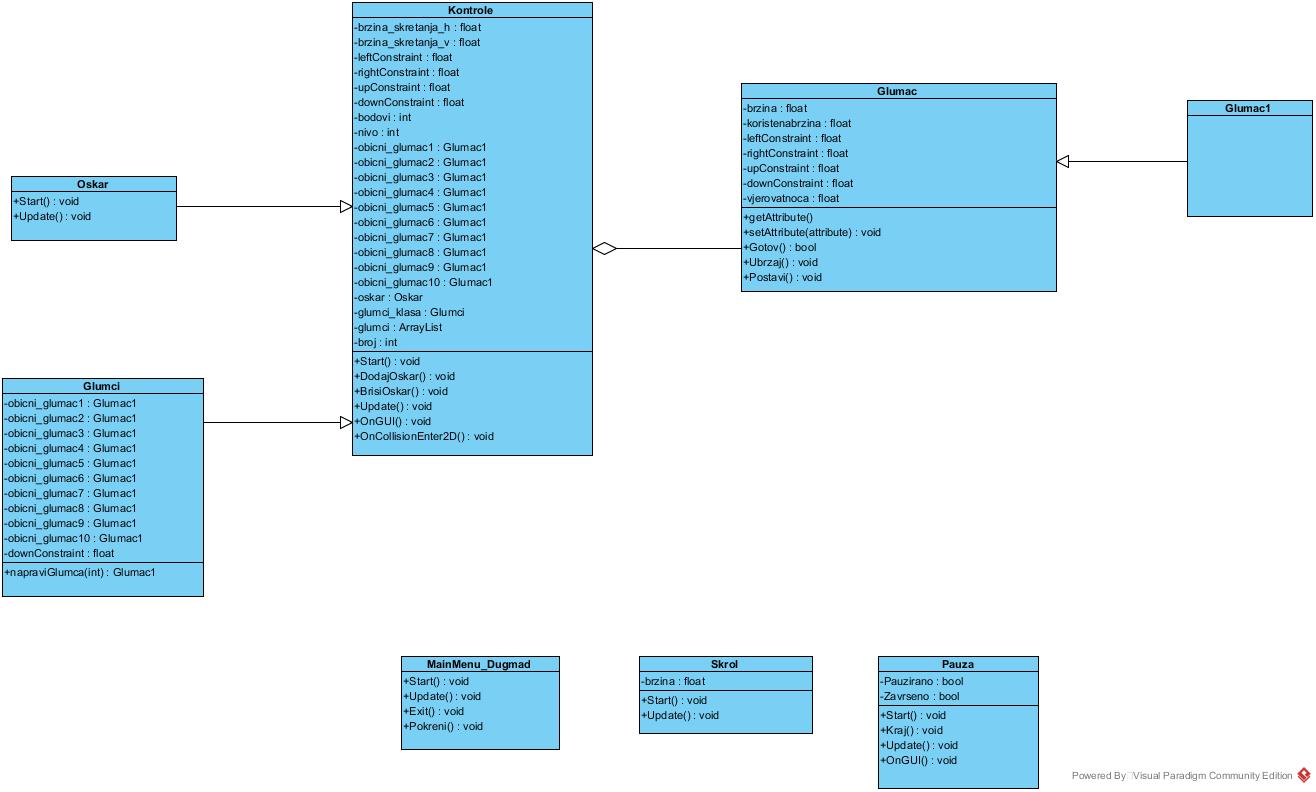 Kontrole
-brzina_skretanja_h : float
-brzina_skretanja_v : float
-leftConstraint : float
-rightConstraint : float
-upConstraint : float
-downConstraint : float
-bodovi : int
-nivo : int
-obicni_glumac1 : Glumac1
-obicni_glumac2 : Glumac1
-obicni_glumac3 : Glumac1
-obicni_glumac4 : Glumac1
-obicni_glumac5 : Glumac1
-obicni_glumac6 : Glumac1
-obicni_glumac7 : Glumac1
-obicni_glumac8 : Glumac1
-obicni_glumac9 : Glumac1
-obicni_glumac10 : Glumac1
-oskar : Oskar
-glumci_klasa : Glumci
-glumci : ArrayList
-broj : int
+Start() : void
+DodajOskar() : void
+BrisiOskar() : void
+Update() : void
+OnGUI() : void
+OnCollisionEnter2D() : void
Glumac
-brzina : float
-koristenabrzina : float
-leftConstraint : float
-rightConstraint : float
-upConstraint : float
-downConstraint : float
-vjerovatnoca : float
+getAttribute()
+setAttribute(attribute) : void
+Gotov() : bool
+Ubrzaj() : void
+Postavi() : void
Glumac1
Oskar
+Start() : void
+Update() : void
Glumci
-obicni_glumac1 : Glumac1
-obicni_glumac2 : Glumac1
-obicni_glumac3 : Glumac1
-obicni_glumac4 : Glumac1
-obicni_glumac5 : Glumac1
-obicni_glumac6 : Glumac1
-obicni_glumac7 : Glumac1
-obicni_glumac8 : Glumac1
-obicni_glumac9 : Glumac1
-obicni_glumac10 : Glumac1
-downConstraint : float
+napraviGlumca(int) : Glumac1
MainMenu_Dugmad
+Start() : void
+Update() : void
+Exit() : void
+Pokreni() : void
Skrol
-brzina : float
+Start() : void
+Update() : void
Pauza
-Pauzirano : bool
-Zavrseno : bool
+Start() : void
+Kraj() : void
+Update() : void
+OnGUI() : void
Powered By Visual Paradigm Community Edition